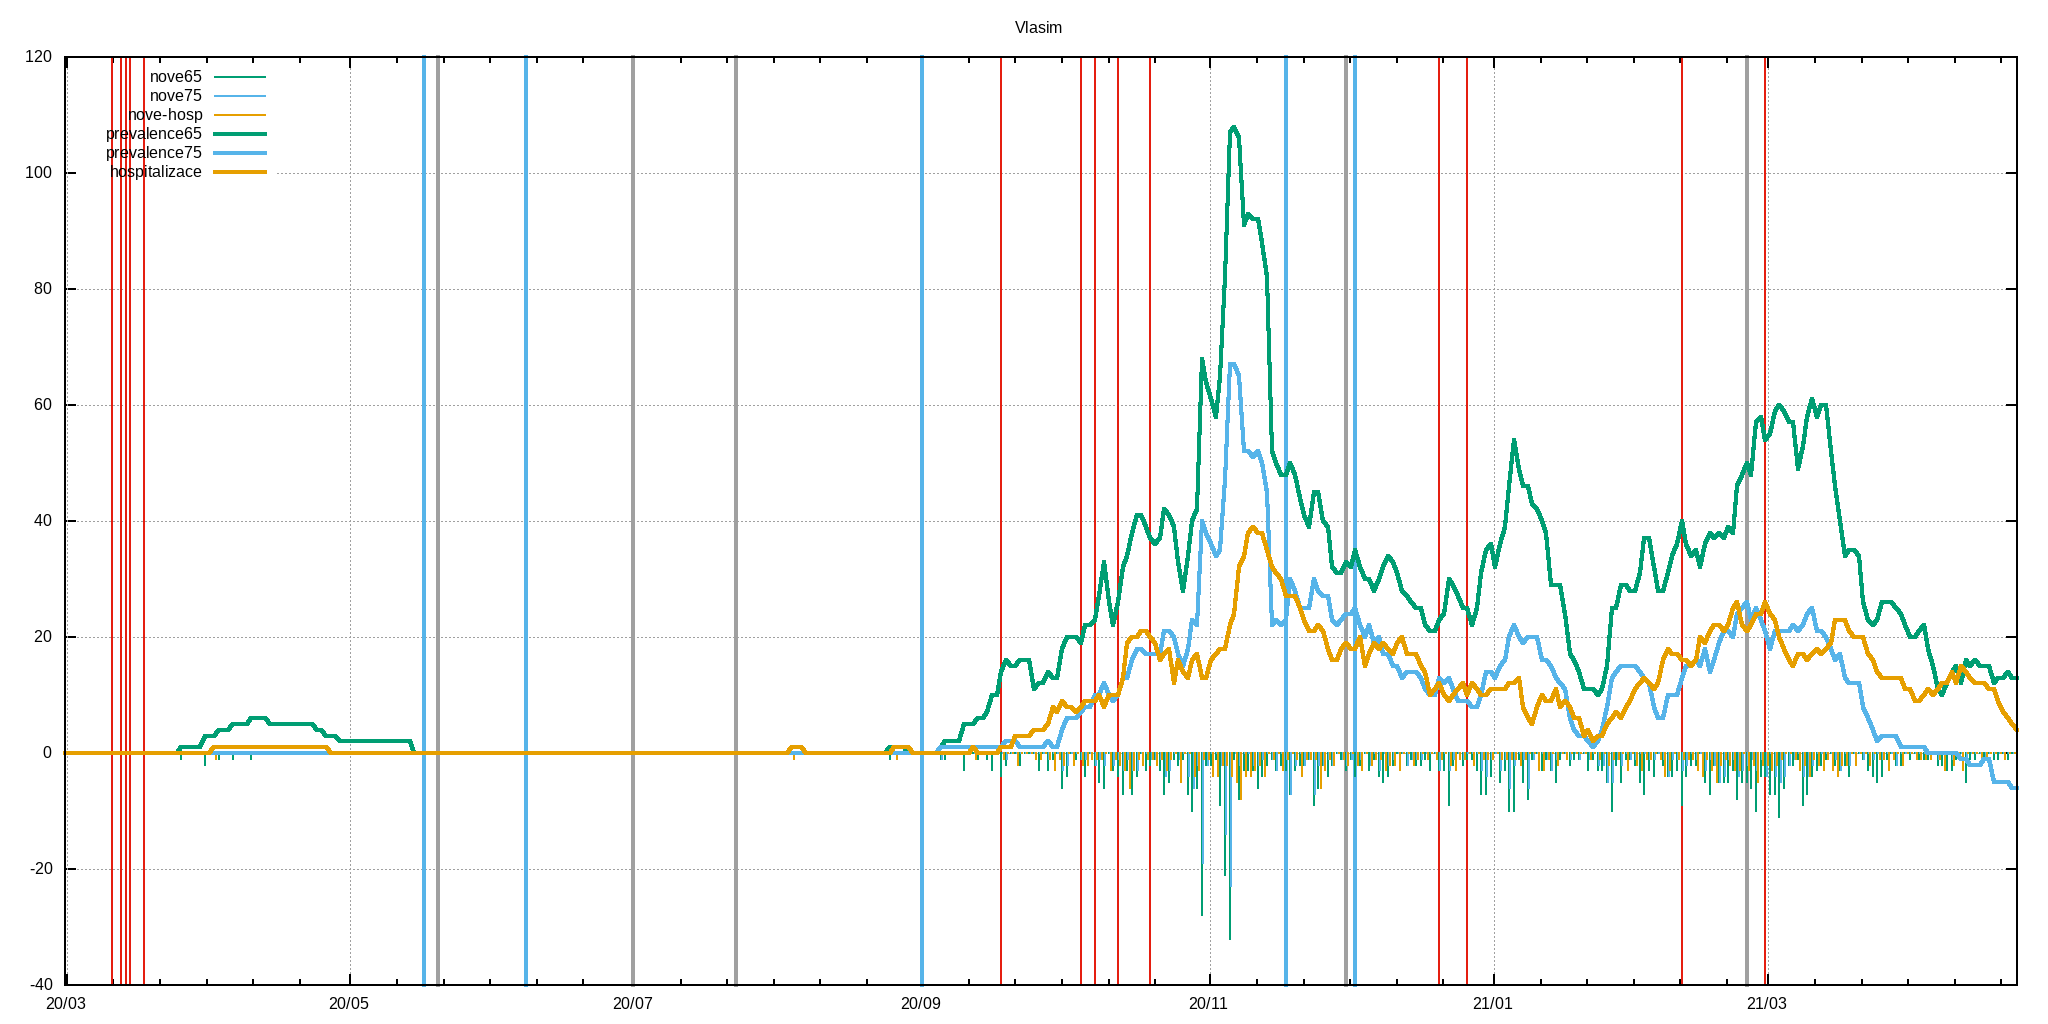 Vlasim
120
100
80
60
40
20
0
-20
-40
nove65
nove75
nove-hosp
prevalence65
prevalence75
hospitalizace
20/03 20/05 20/07 20/09 20/11 21/01 21/03